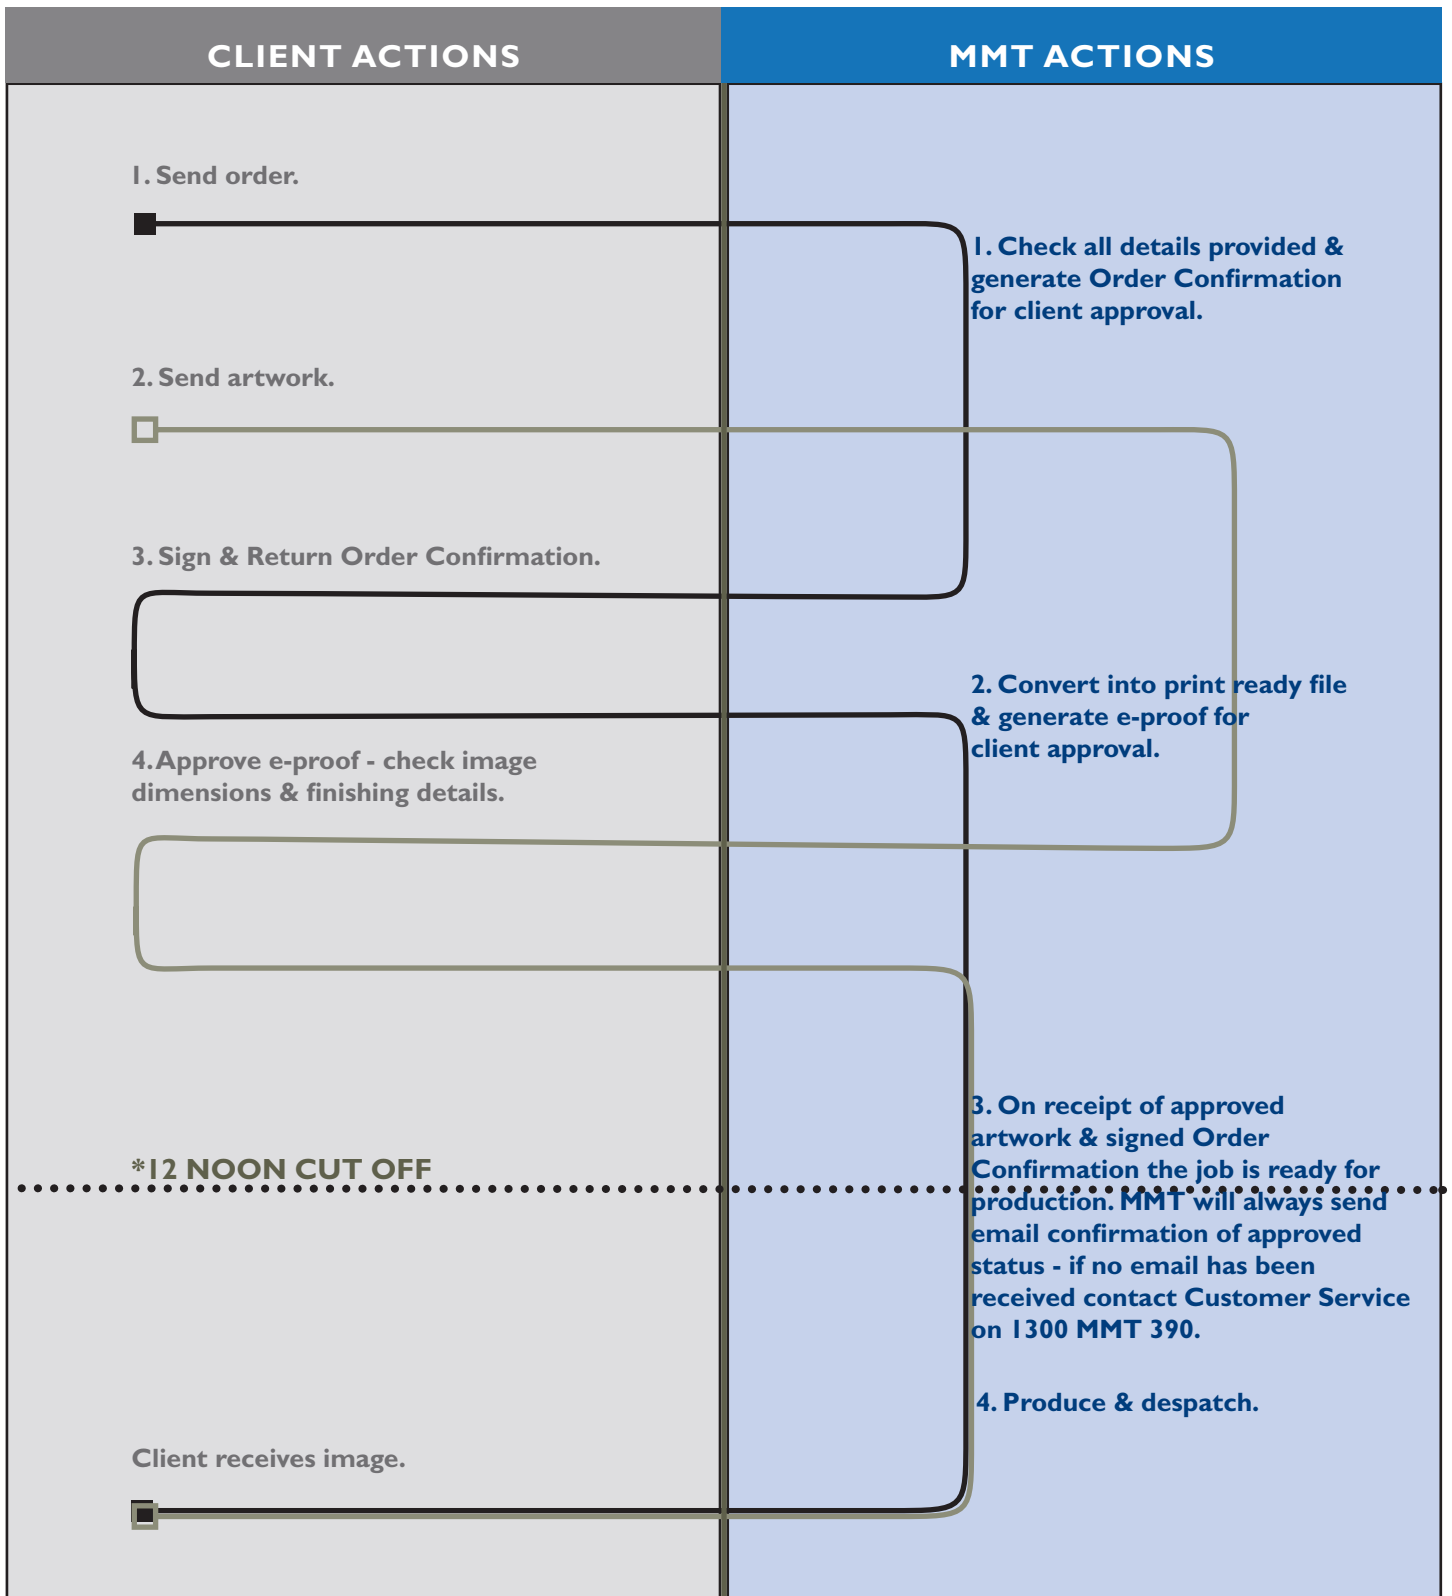 CLIENT ACTIONS
MMT ACTIONS
1. Send order.
1. Check all details provided &
generate Order Confirmation
for client approval.
2. Send artwork.
3. Sign & Return Order Confirmation.
2. Convert into print ready file
& generate e-proof for
client approval.
4. Approve e-proof - check image
dimensions & finishing details.
3. On receipt of approved
artwork & signed Order
Confirmation the job is ready for
production. MMT will always send
email confirmation of approved
status - if no email has been
received contact Customer Service
on 1300 MMT 390.
*12 NOON CUT OFF
4. Produce & despatch.
Client receives image.